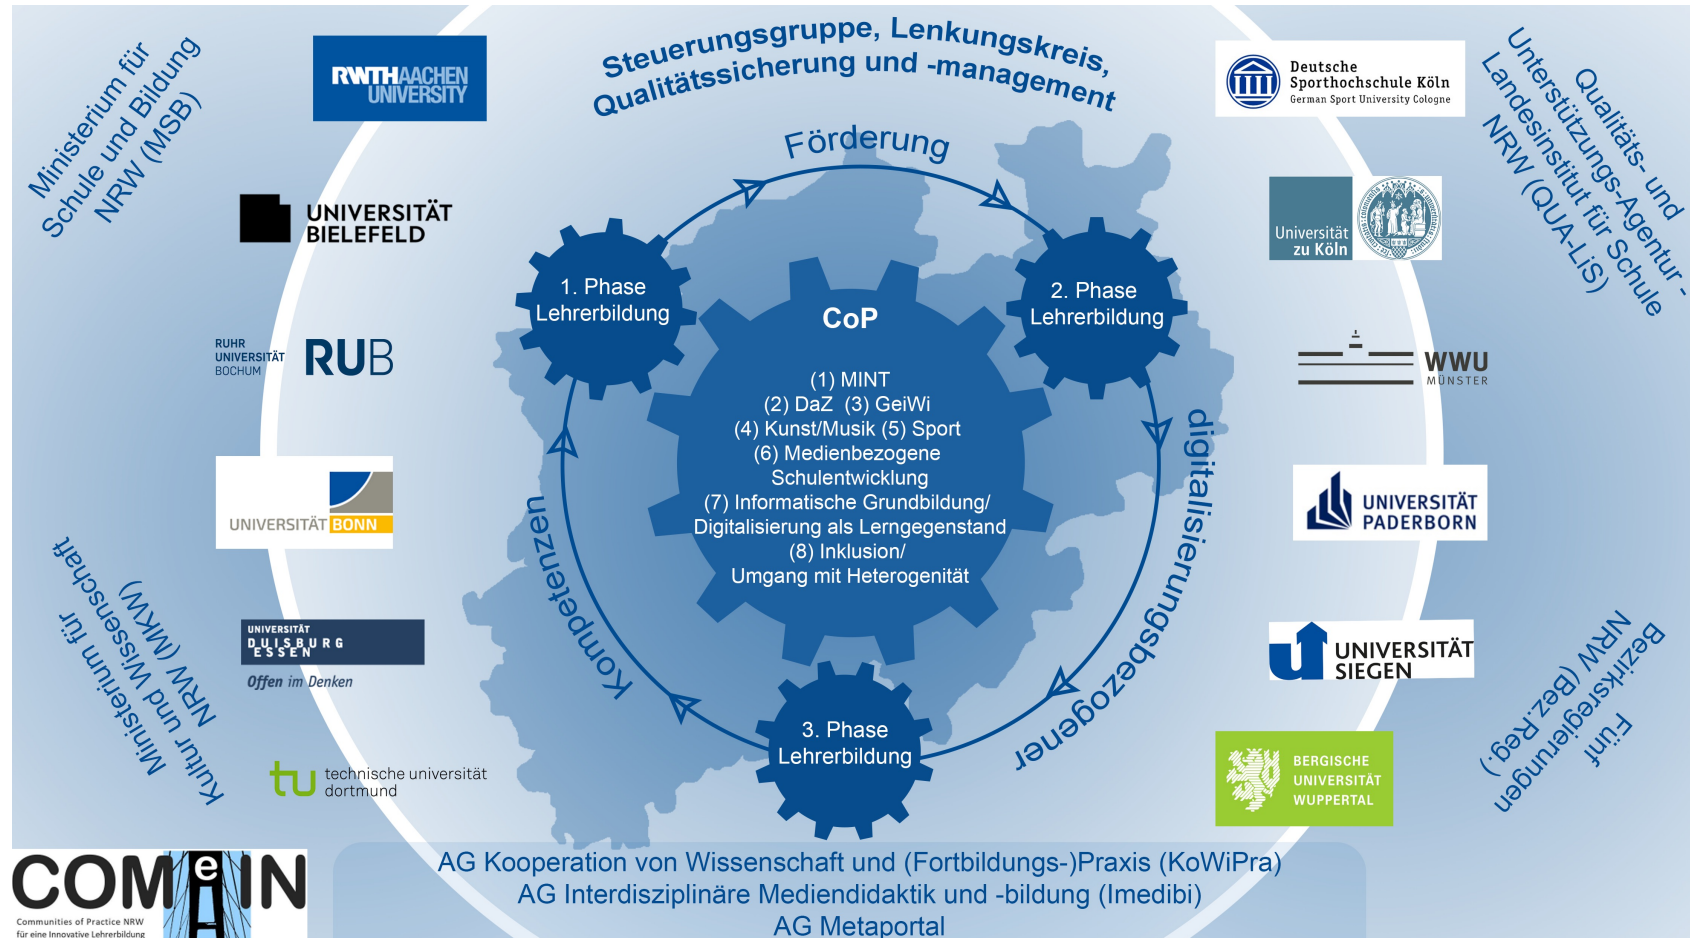 Steuerungsgruppe, Lenkungskreis,
Qualitätssicherung und -management
Ministerium für
Schule und Bildung
NRW (MSB)
RWTHAACHEN
UNIVERSITY
UNIVERSITÄT
BIELEFELD
RUHR
UNIVERSITÄT
BOCHUM
RUB
UNIVERSITÄT BONN
Ministerium für
Kultur und Wissenschaft
NRW (MKW)
UNIVERSITÄT
DUISBURG
ESSEN
Offen im Denken
tu technische universität
dortmund
Förderung
digitalisierungsbezogener
Kompetenzen
1. Phase
Lehrerbildung
2. Phase
Lehrerbildung
3. Phase
Lehrerbildung
CoP
(1) MINT
(2) DaZ (3) GeiWi
(4) Kunst/Musik (5) Sport
(6) Medienbezogene
Schulentwicklung
(7) Informatische Grundbildung/
Digitalisierung als Lerngegenstand
(8) Inklusion/
Umgang mit Heterogenität
Deutsche
Sporthochschule Köln
German Sport University Cologne
Qualitäts- und
Unterstützungs-Agentur -
Landesinstitut für Schule
NRW (QUA-LiS)
Universität
zu Köln
WWU
MÜNSTER
UNIVERSITÄT
PADERBORN
UNIVERSITÄT
SIEGEN
Fünf
Bezirksregierungen
NRW (Bez.Reg.)
BERGISCHE
UNIVERSITÄT
WUPPERTAL
COMeIN
Communities of Practice NRW
für eine Innovative Lehrerbildung
AG Kooperation von Wissenschaft und (Fortbildungs-)Praxis (KoWiPra)
AG Interdisziplinäre Mediendidaktik und -bildung (Imedibi)
AG Metaportal